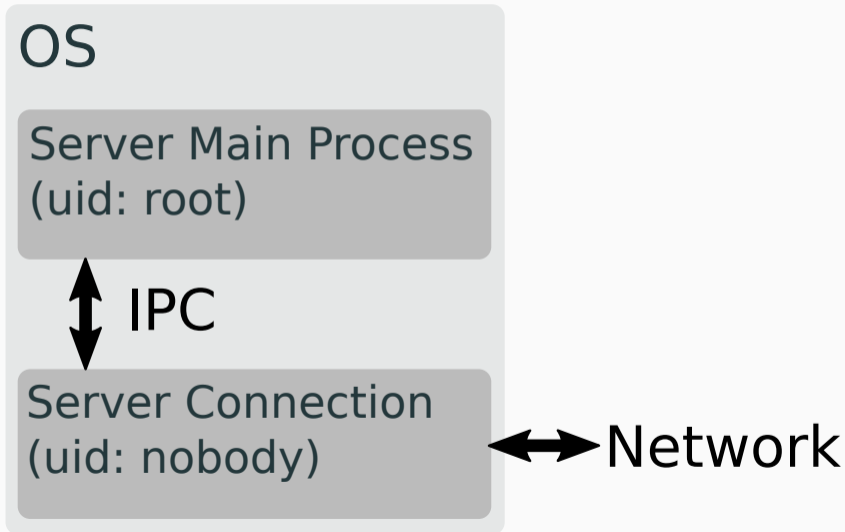 OS
Server Main Process
(uid: root)
IPC
Server Connection
(uid: nobody)
Network